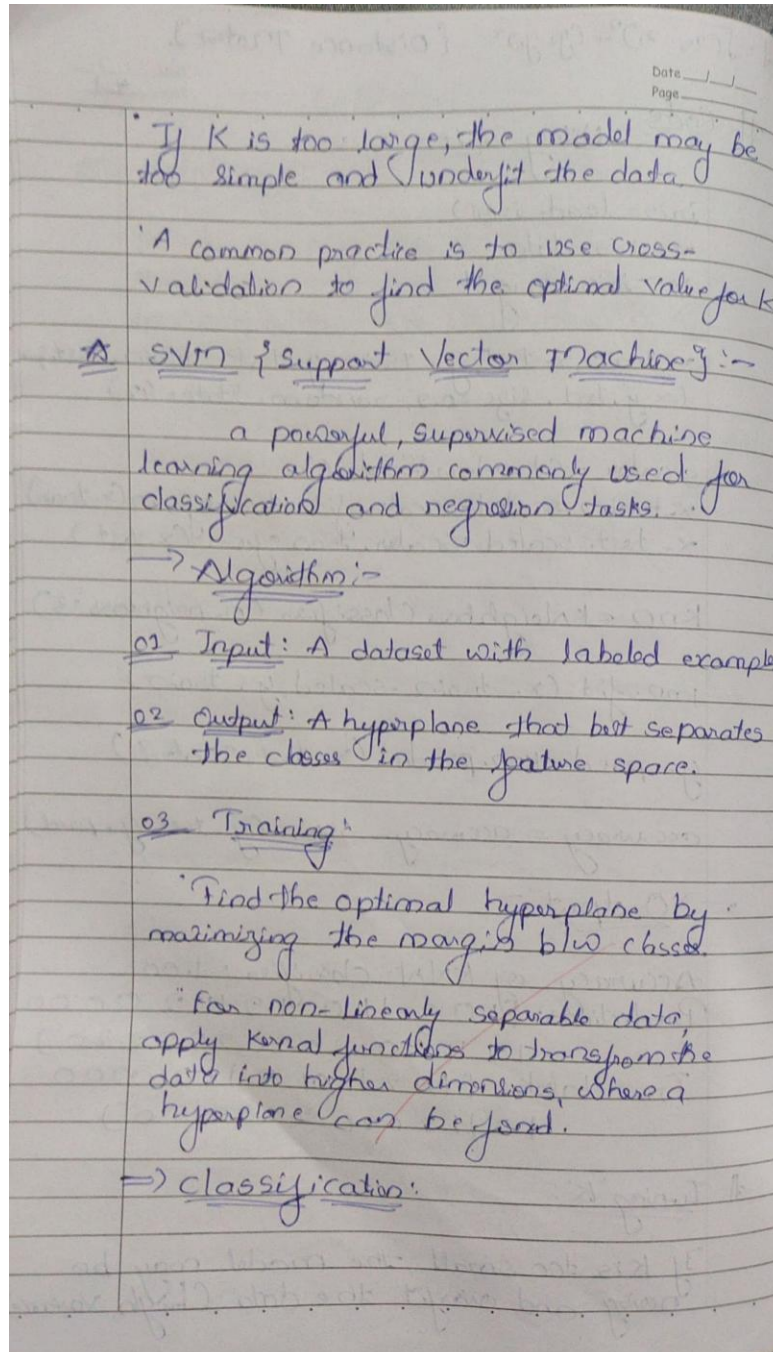 Date __/__/__
Page ____
• If K is too large, the model may be
too simple and underfit the data
• A common practice is to use cross-
validation to find the optimal value for K
☆ SVM {Support Vector Machine} :-
a powerful, supervised machine
learning algorithm commonly used for
classification and regression tasks.
→ Algorithm :-
01 Input : A dataset with labeled example
02 Output : A hyperplane that best separates
the classes in the feature space.
03 Training :
• Find the optimal hyperplane by
maximizing the margin b/w classes.
• For non-linearly separable data,
apply Kernal functions to transfrom the
data into higher dimensions, where a
hyperplane can be found.
⇒ classification :